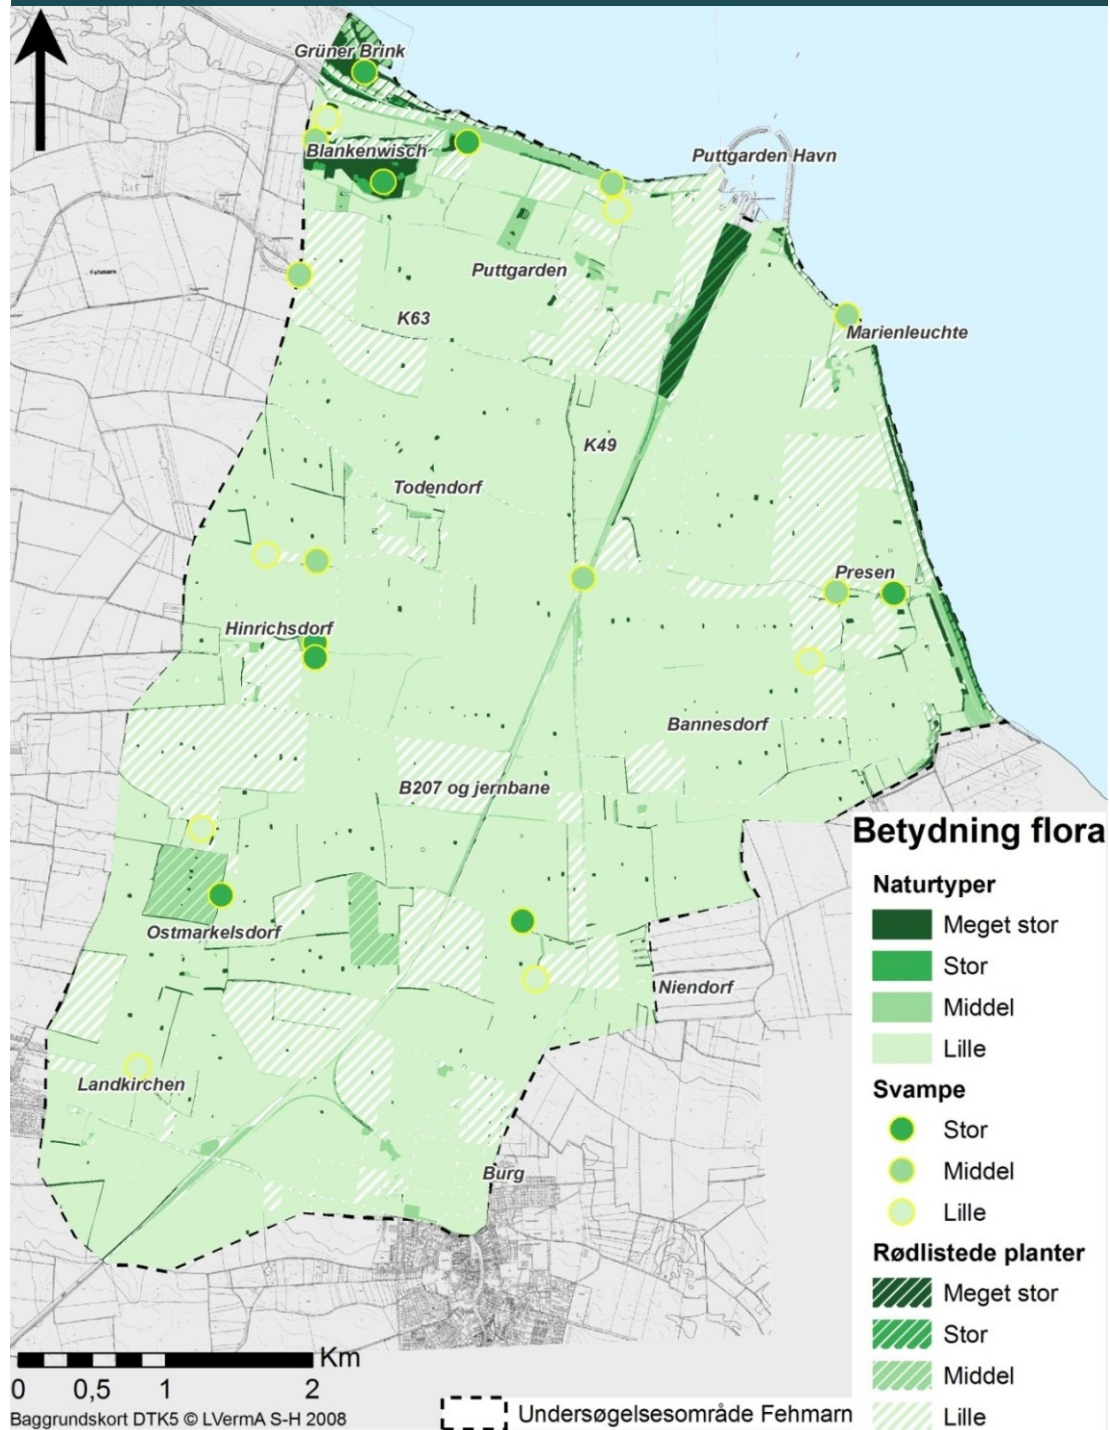 Grüner Brink
Blankenwisch
Puttgarden Havn
Puttgarden
K63
Marienleuchte
K49
Todendorf
Presen
Hinrichsdorf
Bannesdorf
B207 og jernbane
Ostmarkelsdorf
Niendorf
Landkirchen
Burg
Betydning flora
Naturtyper
Meget stor
Stor
Middel
Lille
Svampe
Stor
Middel
Lille
Rødlistede planter
Meget stor
Stor
Middel
Lille
Km
0 0,5 1 2
Baggrundskort DTK5 © LVermA S-H 2008
Undersøgelsesområde Fehmarn